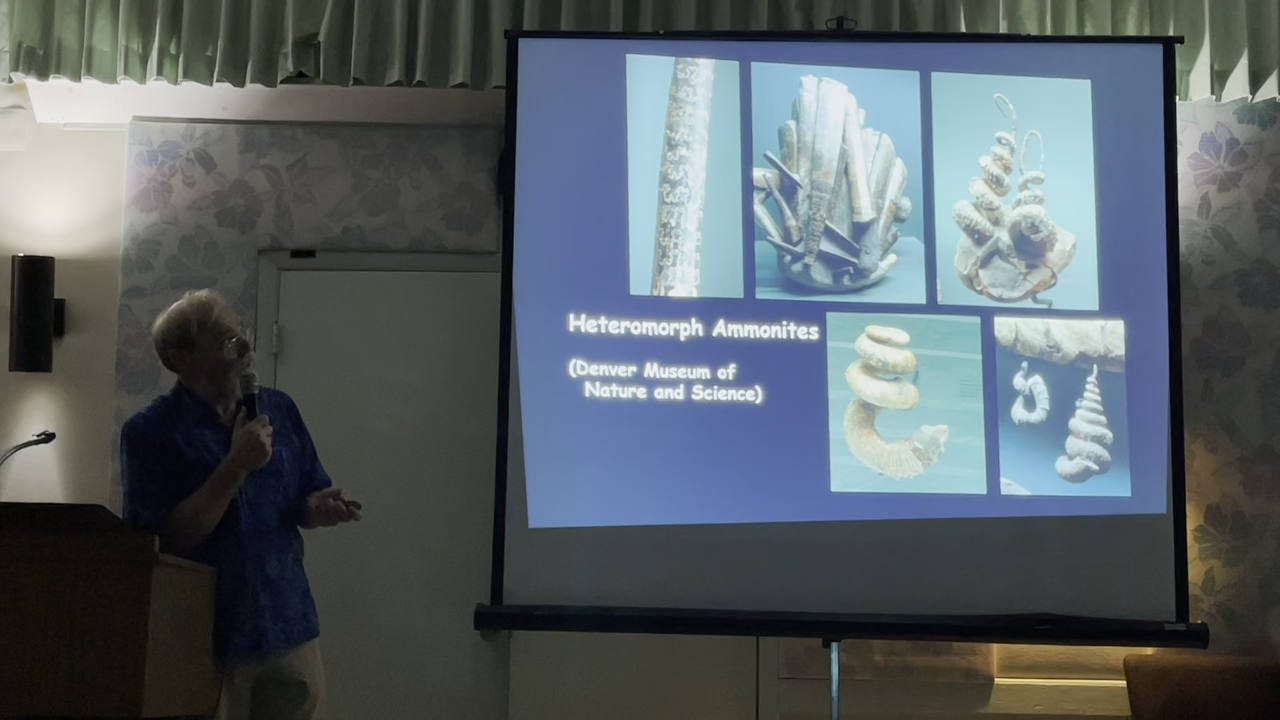 Heteromorph Ammonites
(Denver Museum of
Nature and Science)